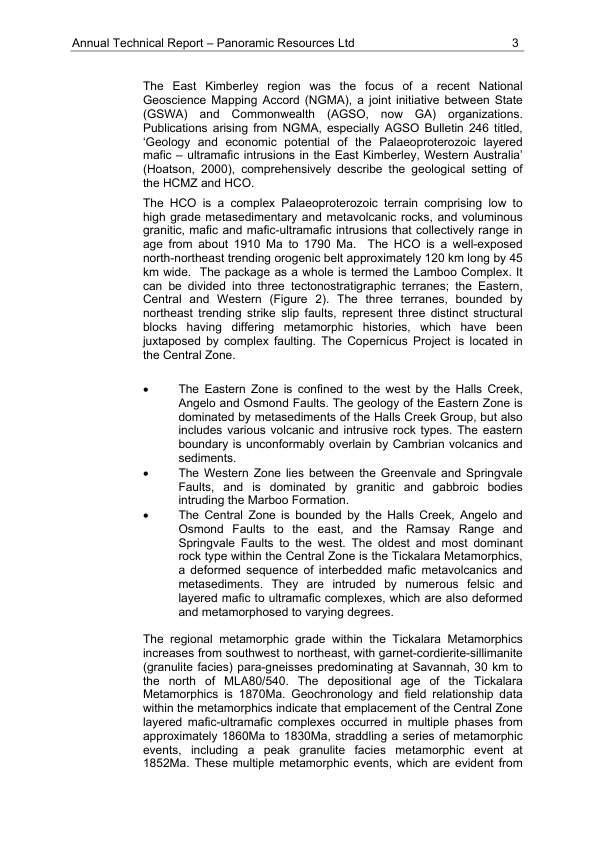 Annual Technical Report – Panoramic Resources Ltd 3
The East Kimberley region was the focus of a recent National
Geoscience Mapping Accord (NGMA), a joint initiative between State
(GSWA) and Commonwealth (AGSO, now GA) organizations.
Publications arising from NGMA, especially AGSO Bulletin 246 titled,
‘Geology and economic potential of the Palaeoproterozoic layered
mafic – ultramafic intrusions in the East Kimberley, Western Australia’
(Hoatson, 2000), comprehensively describe the geological setting of
the HCMZ and HCO.
The HCO is a complex Palaeoproterozoic terrain comprising low to
high grade metasedimentary and metavolcanic rocks, and voluminous
granitic, mafic and mafic-ultramafic intrusions that collectively range in
age from about 1910 Ma to 1790 Ma. The HCO is a well-exposed
north-northeast trending orogenic belt approximately 120 km long by 45
km wide. The package as a whole is termed the Lamboo Complex. It
can be divided into three tectonostratigraphic terranes; the Eastern,
Central and Western (Figure 2). The three terranes, bounded by
northeast trending strike slip faults, represent three distinct structural
blocks having differing metamorphic histories, which have been
juxtaposed by complex faulting. The Copernicus Project is located in
the Central Zone.
• The Eastern Zone is confined to the west by the Halls Creek,
Angelo and Osmond Faults. The geology of the Eastern Zone is
dominated by metasediments of the Halls Creek Group, but also
includes various volcanic and intrusive rock types. The eastern
boundary is unconformably overlain by Cambrian volcanics and
sediments.
• The Western Zone lies between the Greenvale and Springvale
Faults, and is dominated by granitic and gabbroic bodies
intruding the Marboo Formation.
• The Central Zone is bounded by the Halls Creek, Angelo and
Osmond Faults to the east, and the Ramsay Range and
Springvale Faults to the west. The oldest and most dominant
rock type within the Central Zone is the Tickalara Metamorphics,
a deformed sequence of interbedded mafic metavolcanics and
metasediments. They are intruded by numerous felsic and
layered mafic to ultramafic complexes, which are also deformed
and metamorphosed to varying degrees.
The regional metamorphic grade within the Tickalara Metamorphics
increases from southwest to northeast, with garnet-cordierite-sillimanite
(granulite facies) para-gneisses predominating at Savannah, 30 km to
the north of MLA80/540. The depositional age of the Tickalara
Metamorphics is 1870Ma. Geochronology and field relationship data
within the metamorphics indicate that emplacement of the Central Zone
layered mafic-ultramafic complexes occurred in multiple phases from
approximately 1860Ma to 1830Ma, straddling a series of metamorphic
events, including a peak granulite facies metamorphic event at
1852Ma. These multiple metamorphic events, which are evident from